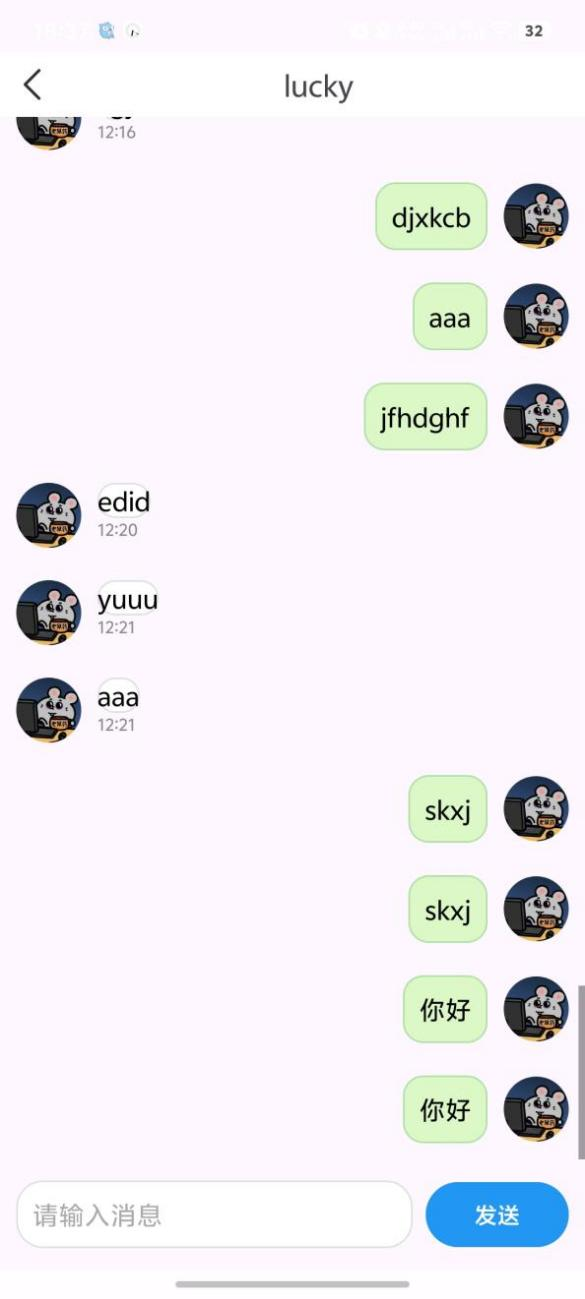 32
lucky
12:16
djxkcb
aaa
jfhdghf
edid
12:20
yuuu
12:21
aaa
12:21
skxj
skxj
你好
你好
请输入消息
发送